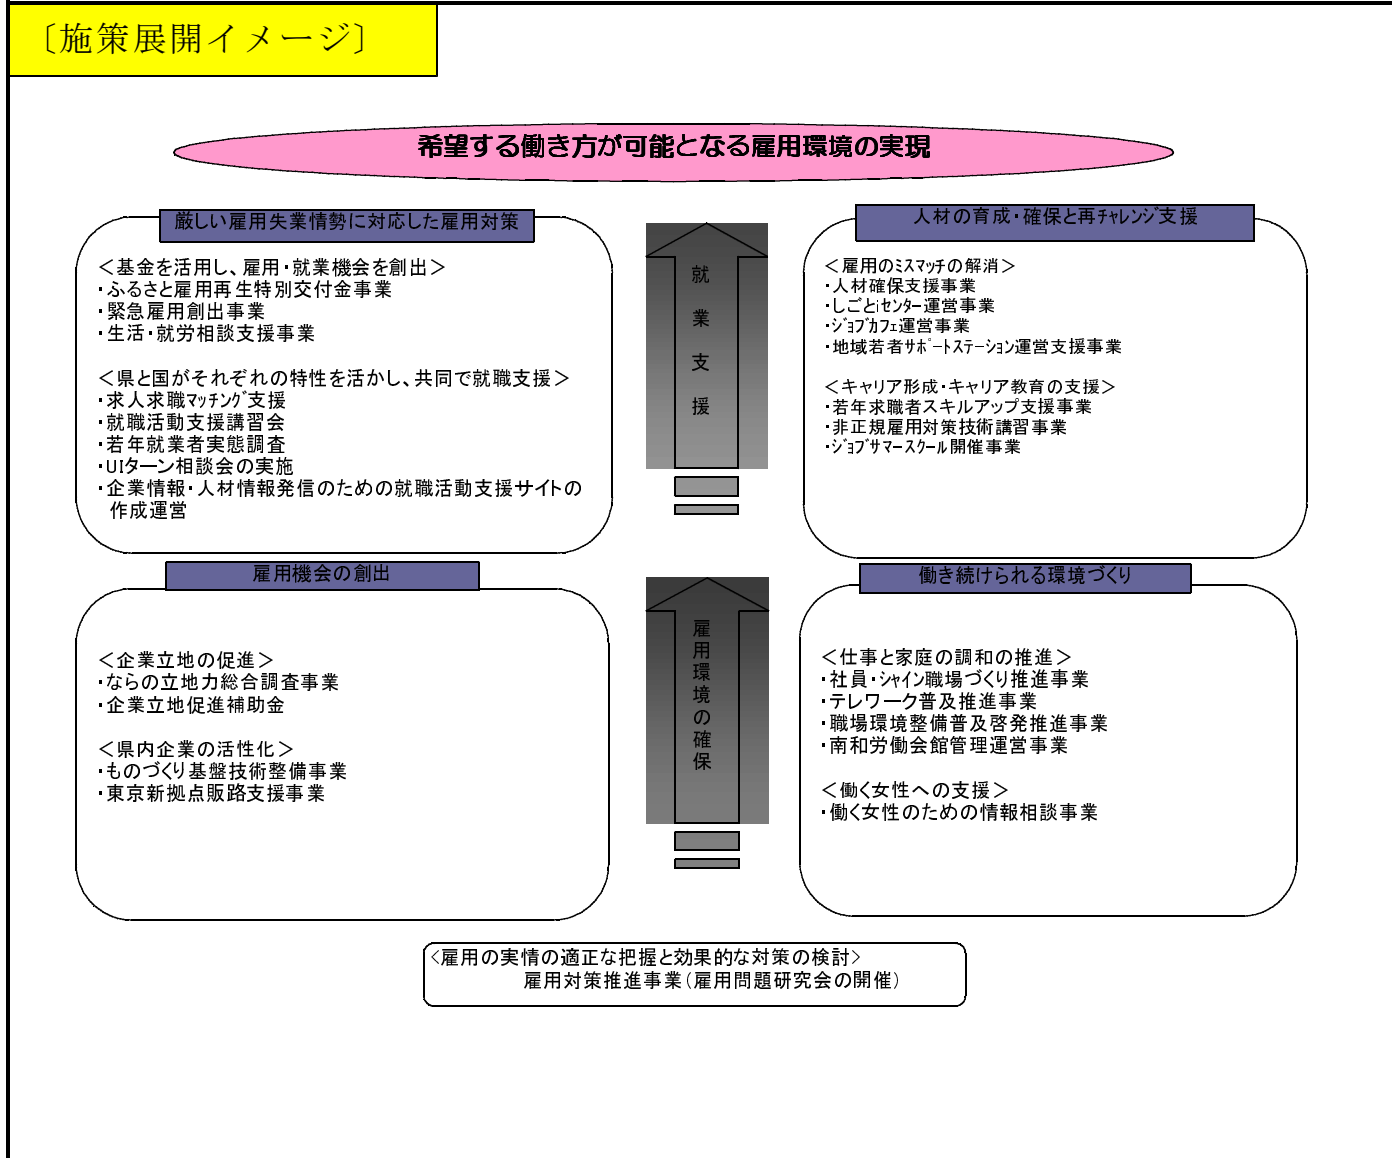 〔施策展開イメージ〕
希望する働き方が可能となる雇用環境の実現
厳しい雇用失業情勢に対応した雇用対策
＜基金を活用し、雇用・就業機会を創出＞
・ふるさと雇用再生特別交付金事業
・緊急雇用創出事業
・生活・就労相談支援事業
＜県と国がそれぞれの特性を活かし、共同で就職支援＞
・求人求職ﾏｯﾁﾝｸﾞ支援
・就職活動支援講習会
・若年就業者実態調査
・UIターン相談会の実施
・企業情報・人材情報発信のための就職活動支援サイトの
作成運営
就業支援
人材の育成・確保と再ﾁｬﾚﾝｼﾞ支援
＜雇用のﾐｽﾏｯﾁの解消＞
・人材確保支援事業
・しごとiｾﾝﾀｰ運営事業
・ｼﾞｮﾌﾞｶﾌｪ運営事業
・地域若者ｻﾎﾟｰﾄｽﾃｰｼｮﾝ運営支援事業
＜キャリア形成・キャリア教育の支援＞
・若年求職者スキルアップ支援事業
・非正規雇用対策技術講習事業
・ｼﾞｮﾌﾞｻﾏｰｽｸｰﾙ開催事業
雇用機会の創出
＜企業立地の促進＞
・ならの立地力総合調査事業
・企業立地促進補助金
＜県内企業の活性化＞
・ものづくり基盤技術整備事業
・東京新拠点販路支援事業
雇用環境の確保
働き続けられる環境づくり
＜仕事と家庭の調和の推進＞
・社員・ｼｬｲﾝ職場づくり推進事業
・テレワーク普及推進事業
・職場環境整備普及啓発推進事業
・南和労働会館管理運営事業
＜働く女性への支援＞
・働く女性のための情報相談事業
＜雇用の実情の適正な把握と効果的な対策の検討＞
雇用対策推進事業（雇用問題研究会の開催）